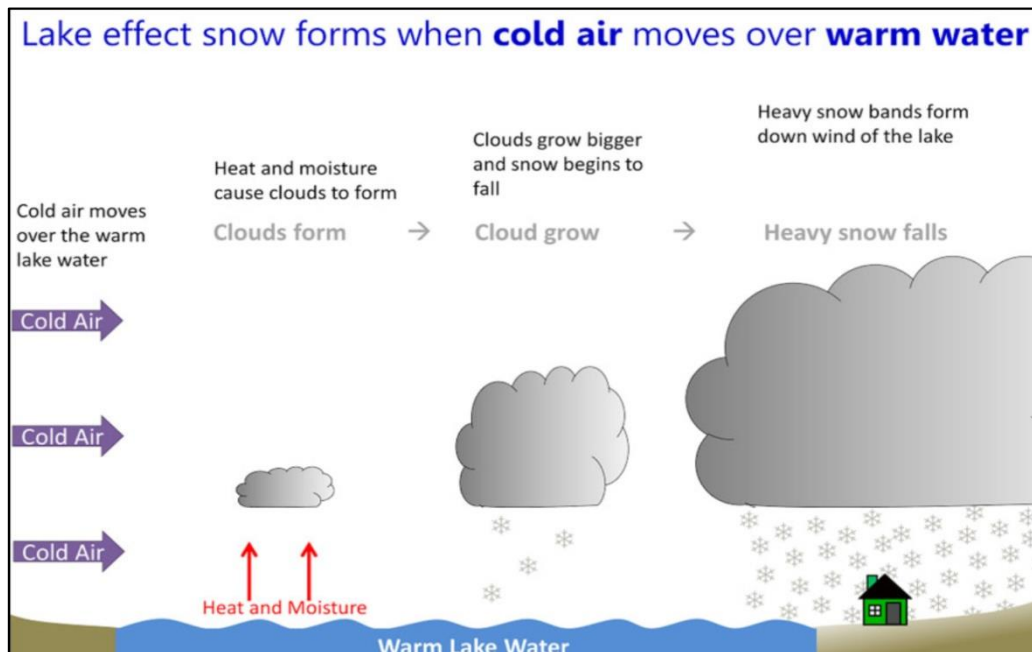 Lake effect snow forms when cold air moves over warm water
Cold air moves
over the warm
lake water
Heat and moisture
cause clouds to form
Clouds grow bigger
and snow begins to
fall
Heavy snow bands form
down wind of the lake
Clouds form → Cloud grow → Heavy snow falls
Cold Air
Cold Air
Cold Air
Heat and Moisture
Warm Lake Water